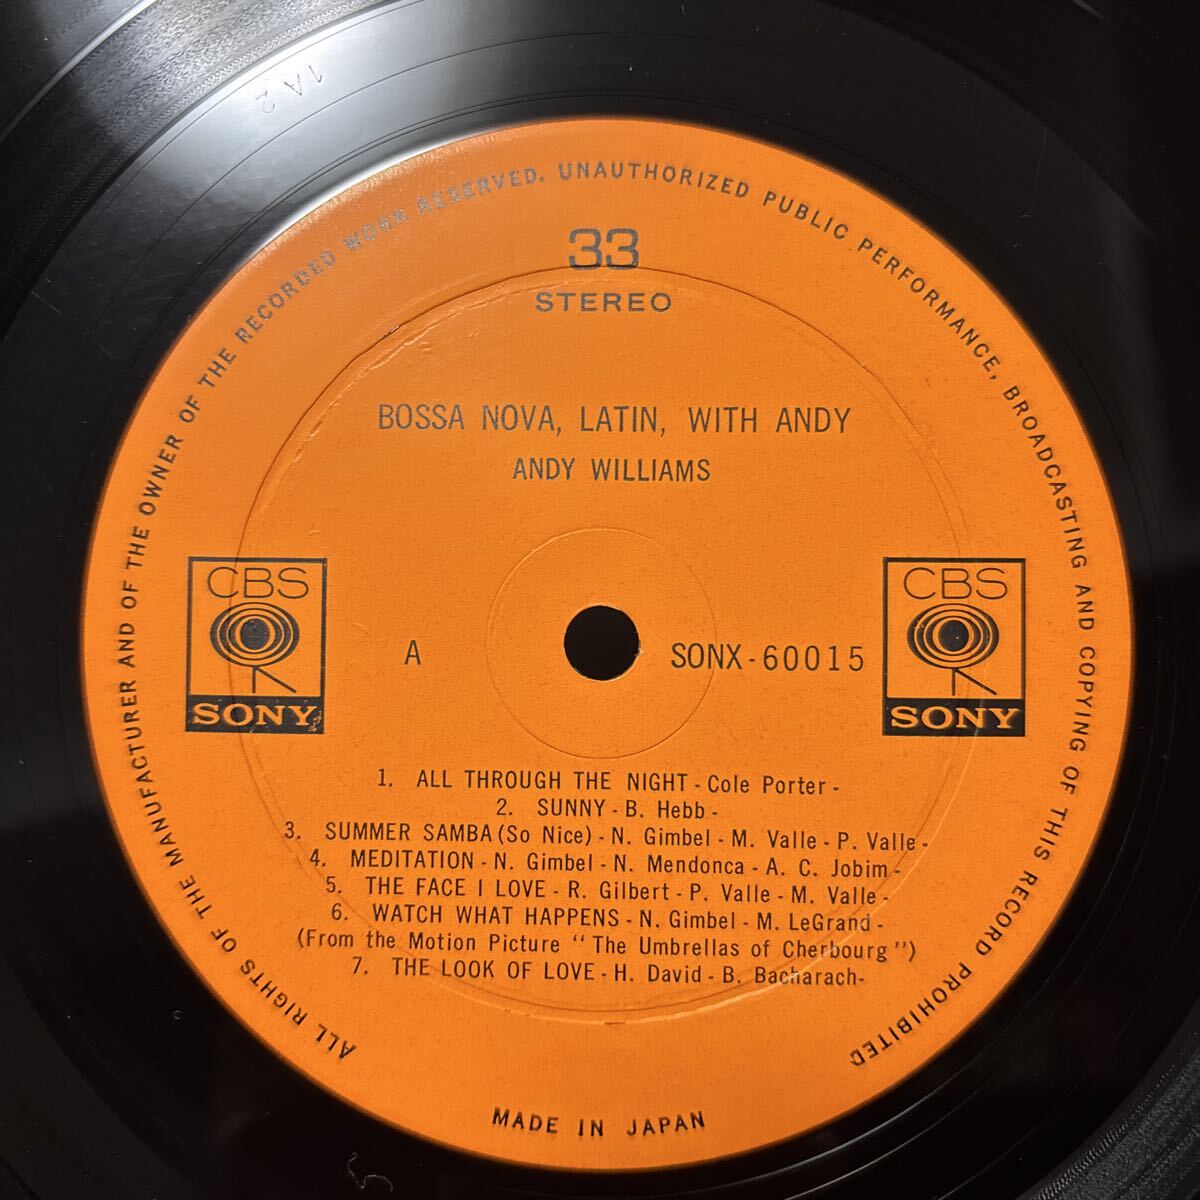 1A2
ALL RIGHTS OF THE MANUFACTURER AND OF THE OWNER OF THE RECORDED WORK RESERVED. UNAUTHORIZED PUBLIC PERFORMANCE, BROADCASTING AND COPYING OF THIS RECORD PROHIBITED
33
STEREO
BOSSA NOVA, LATIN, WITH ANDY
ANDY WILLIAMS
CBS
SONY
A
SONX-60015
CBS
SONY
1. ALL THROUGH THE NIGHT - Cole Porter -
2. SUNNY - B. Hebb -
3. SUMMER SAMBA (So Nice) - N. Gimbel - M. Valle - P. Valle -
4. MEDITATION - N. Gimbel - N. Mendonca - A. C. Jobim -
5. THE FACE I LOVE - R. Gilbert - P. Valle - M. Valle -
6. WATCH WHAT HAPPENS - N. Gimbel - M. LeGrand -
(From the Motion Picture “The Umbrellas of Cherbourg”)
7. THE LOOK OF LOVE - H. David - B. Bacharach -
MADE IN JAPAN